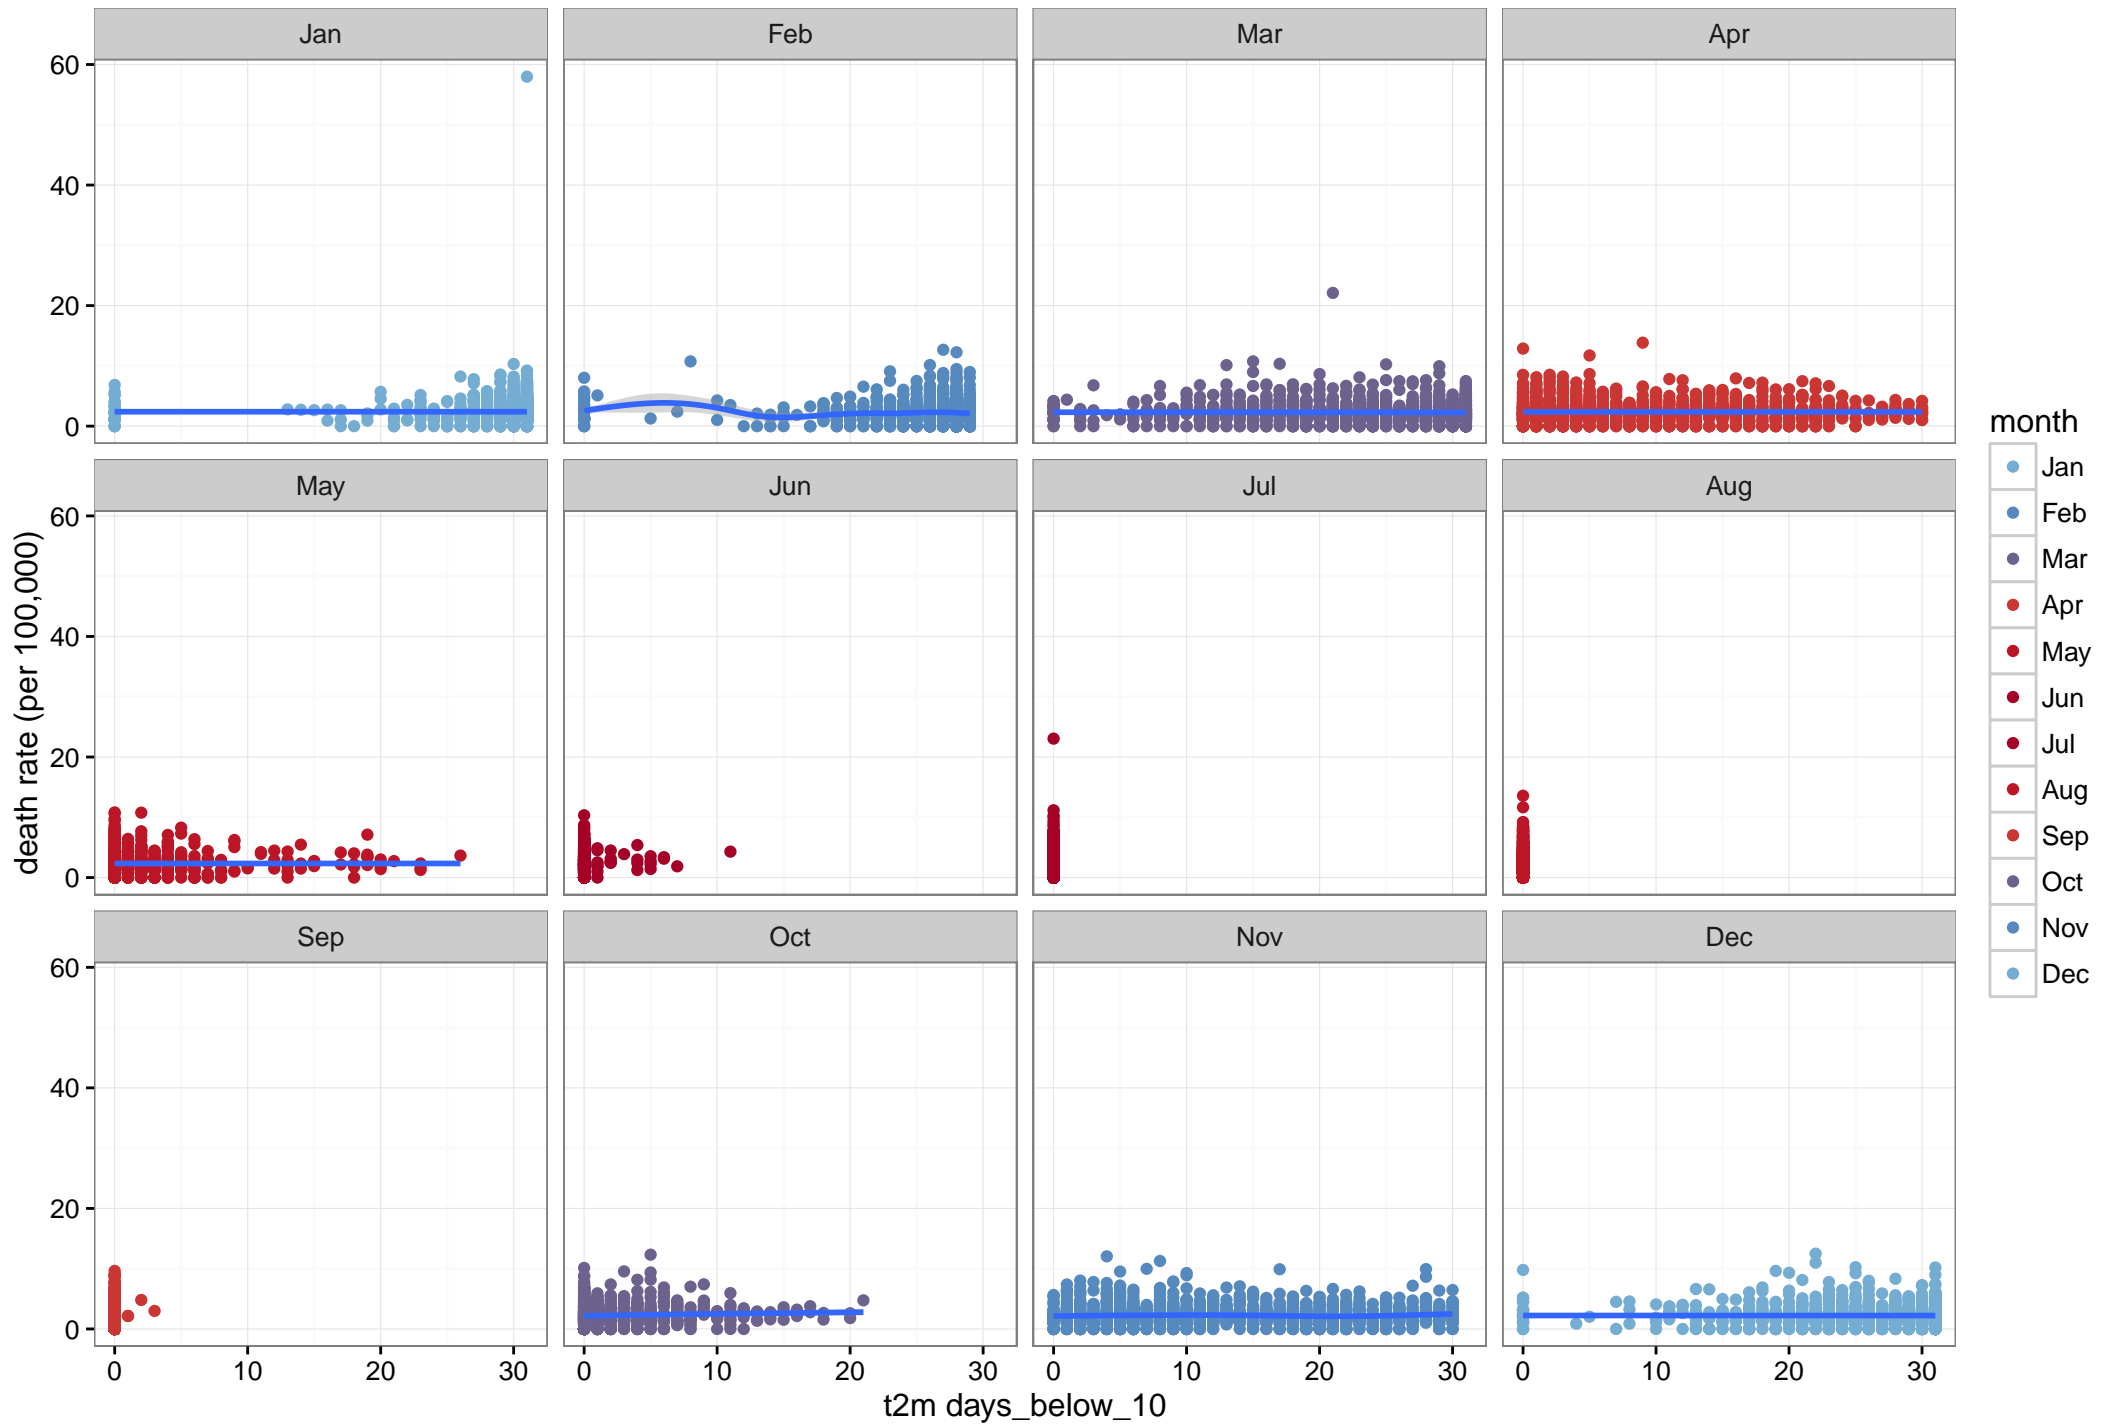 Jan Feb Mar Apr
60
40
20
0
May Jun Jul Aug
60
40
20
0
Sep Oct Nov Dec
60
40
20
0
0 10 20 30 0 10 20 30 0 10 20 30 0 10 20 30
t2m days_below_10
death rate (per 100,000)
month
Jan
Feb
Mar
Apr
May
Jun
Jul
Aug
Sep
Oct
Nov
Dec